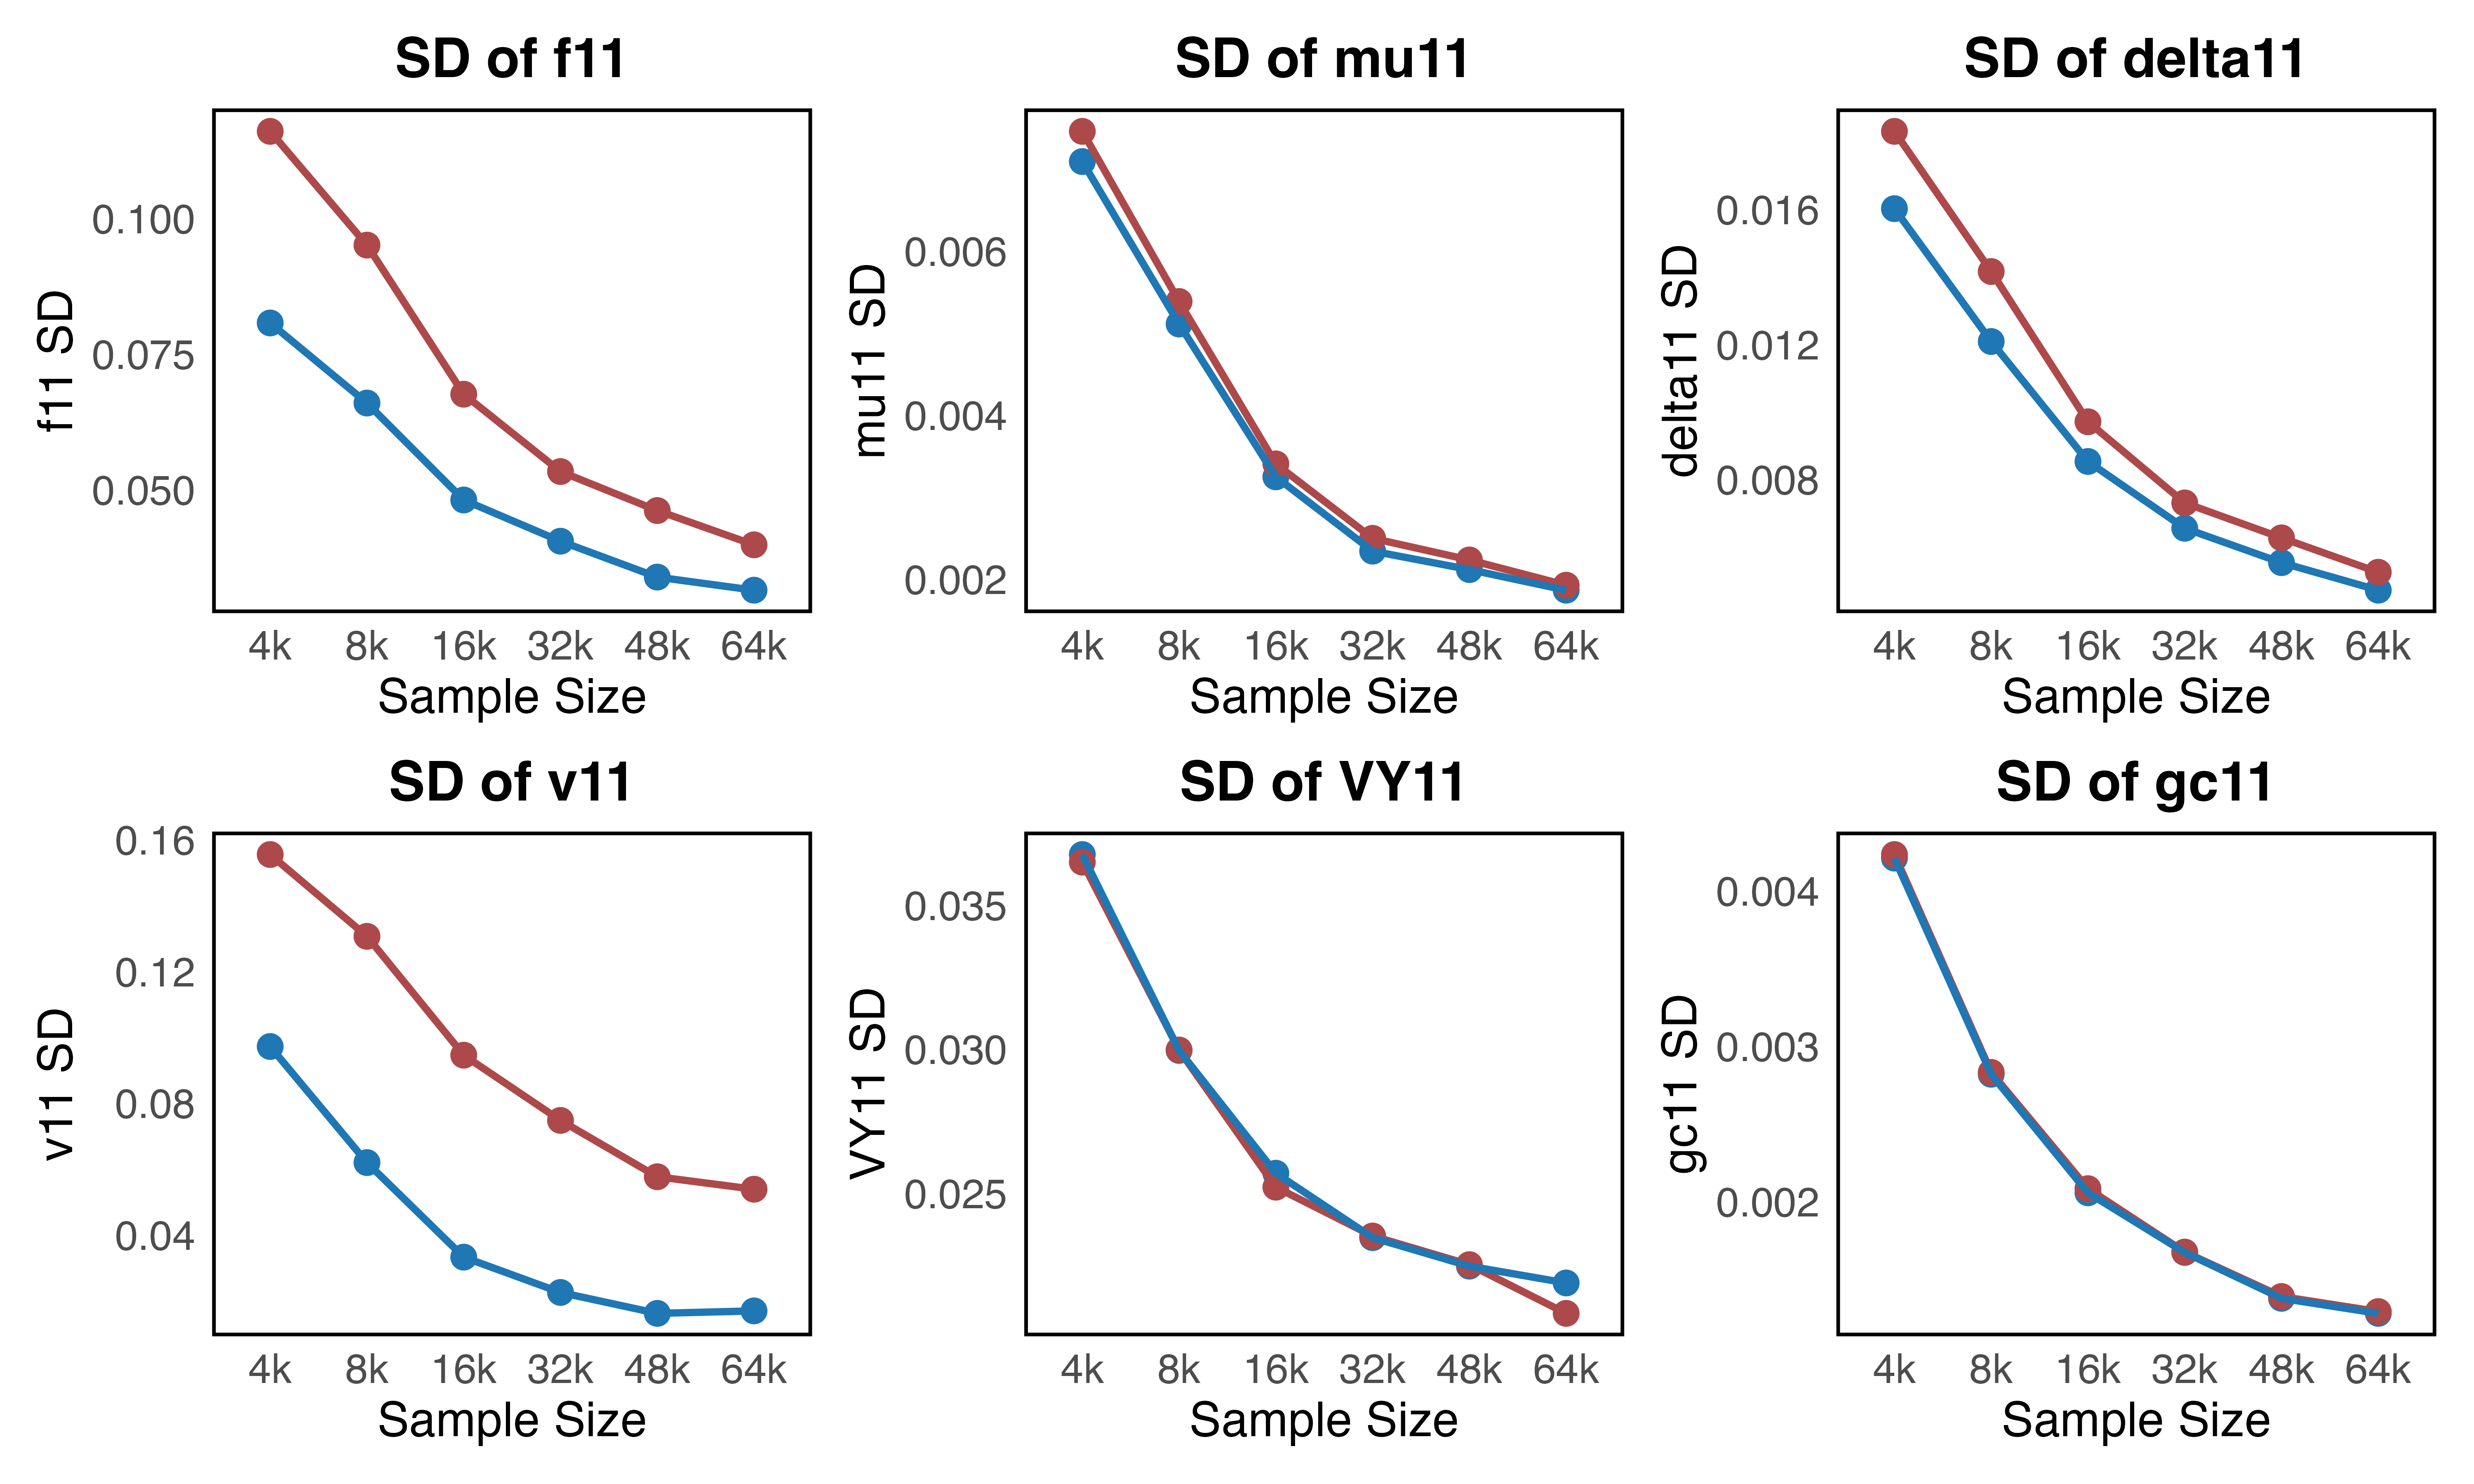 SD of f11
f11 SD
0.100
0.075
0.050
4k 8k 16k 32k 48k 64k
Sample Size
SD of mu11
mu11 SD
0.006
0.004
0.002
4k 8k 16k 32k 48k 64k
Sample Size
SD of delta11
delta11 SD
0.016
0.012
0.008
4k 8k 16k 32k 48k 64k
Sample Size
SD of v11
v11 SD
0.16
0.12
0.08
0.04
4k 8k 16k 32k 48k 64k
Sample Size
SD of VY11
VY11 SD
0.035
0.030
0.025
4k 8k 16k 32k 48k 64k
Sample Size
SD of gc11
gc11 SD
0.004
0.003
0.002
4k 8k 16k 32k 48k 64k
Sample Size